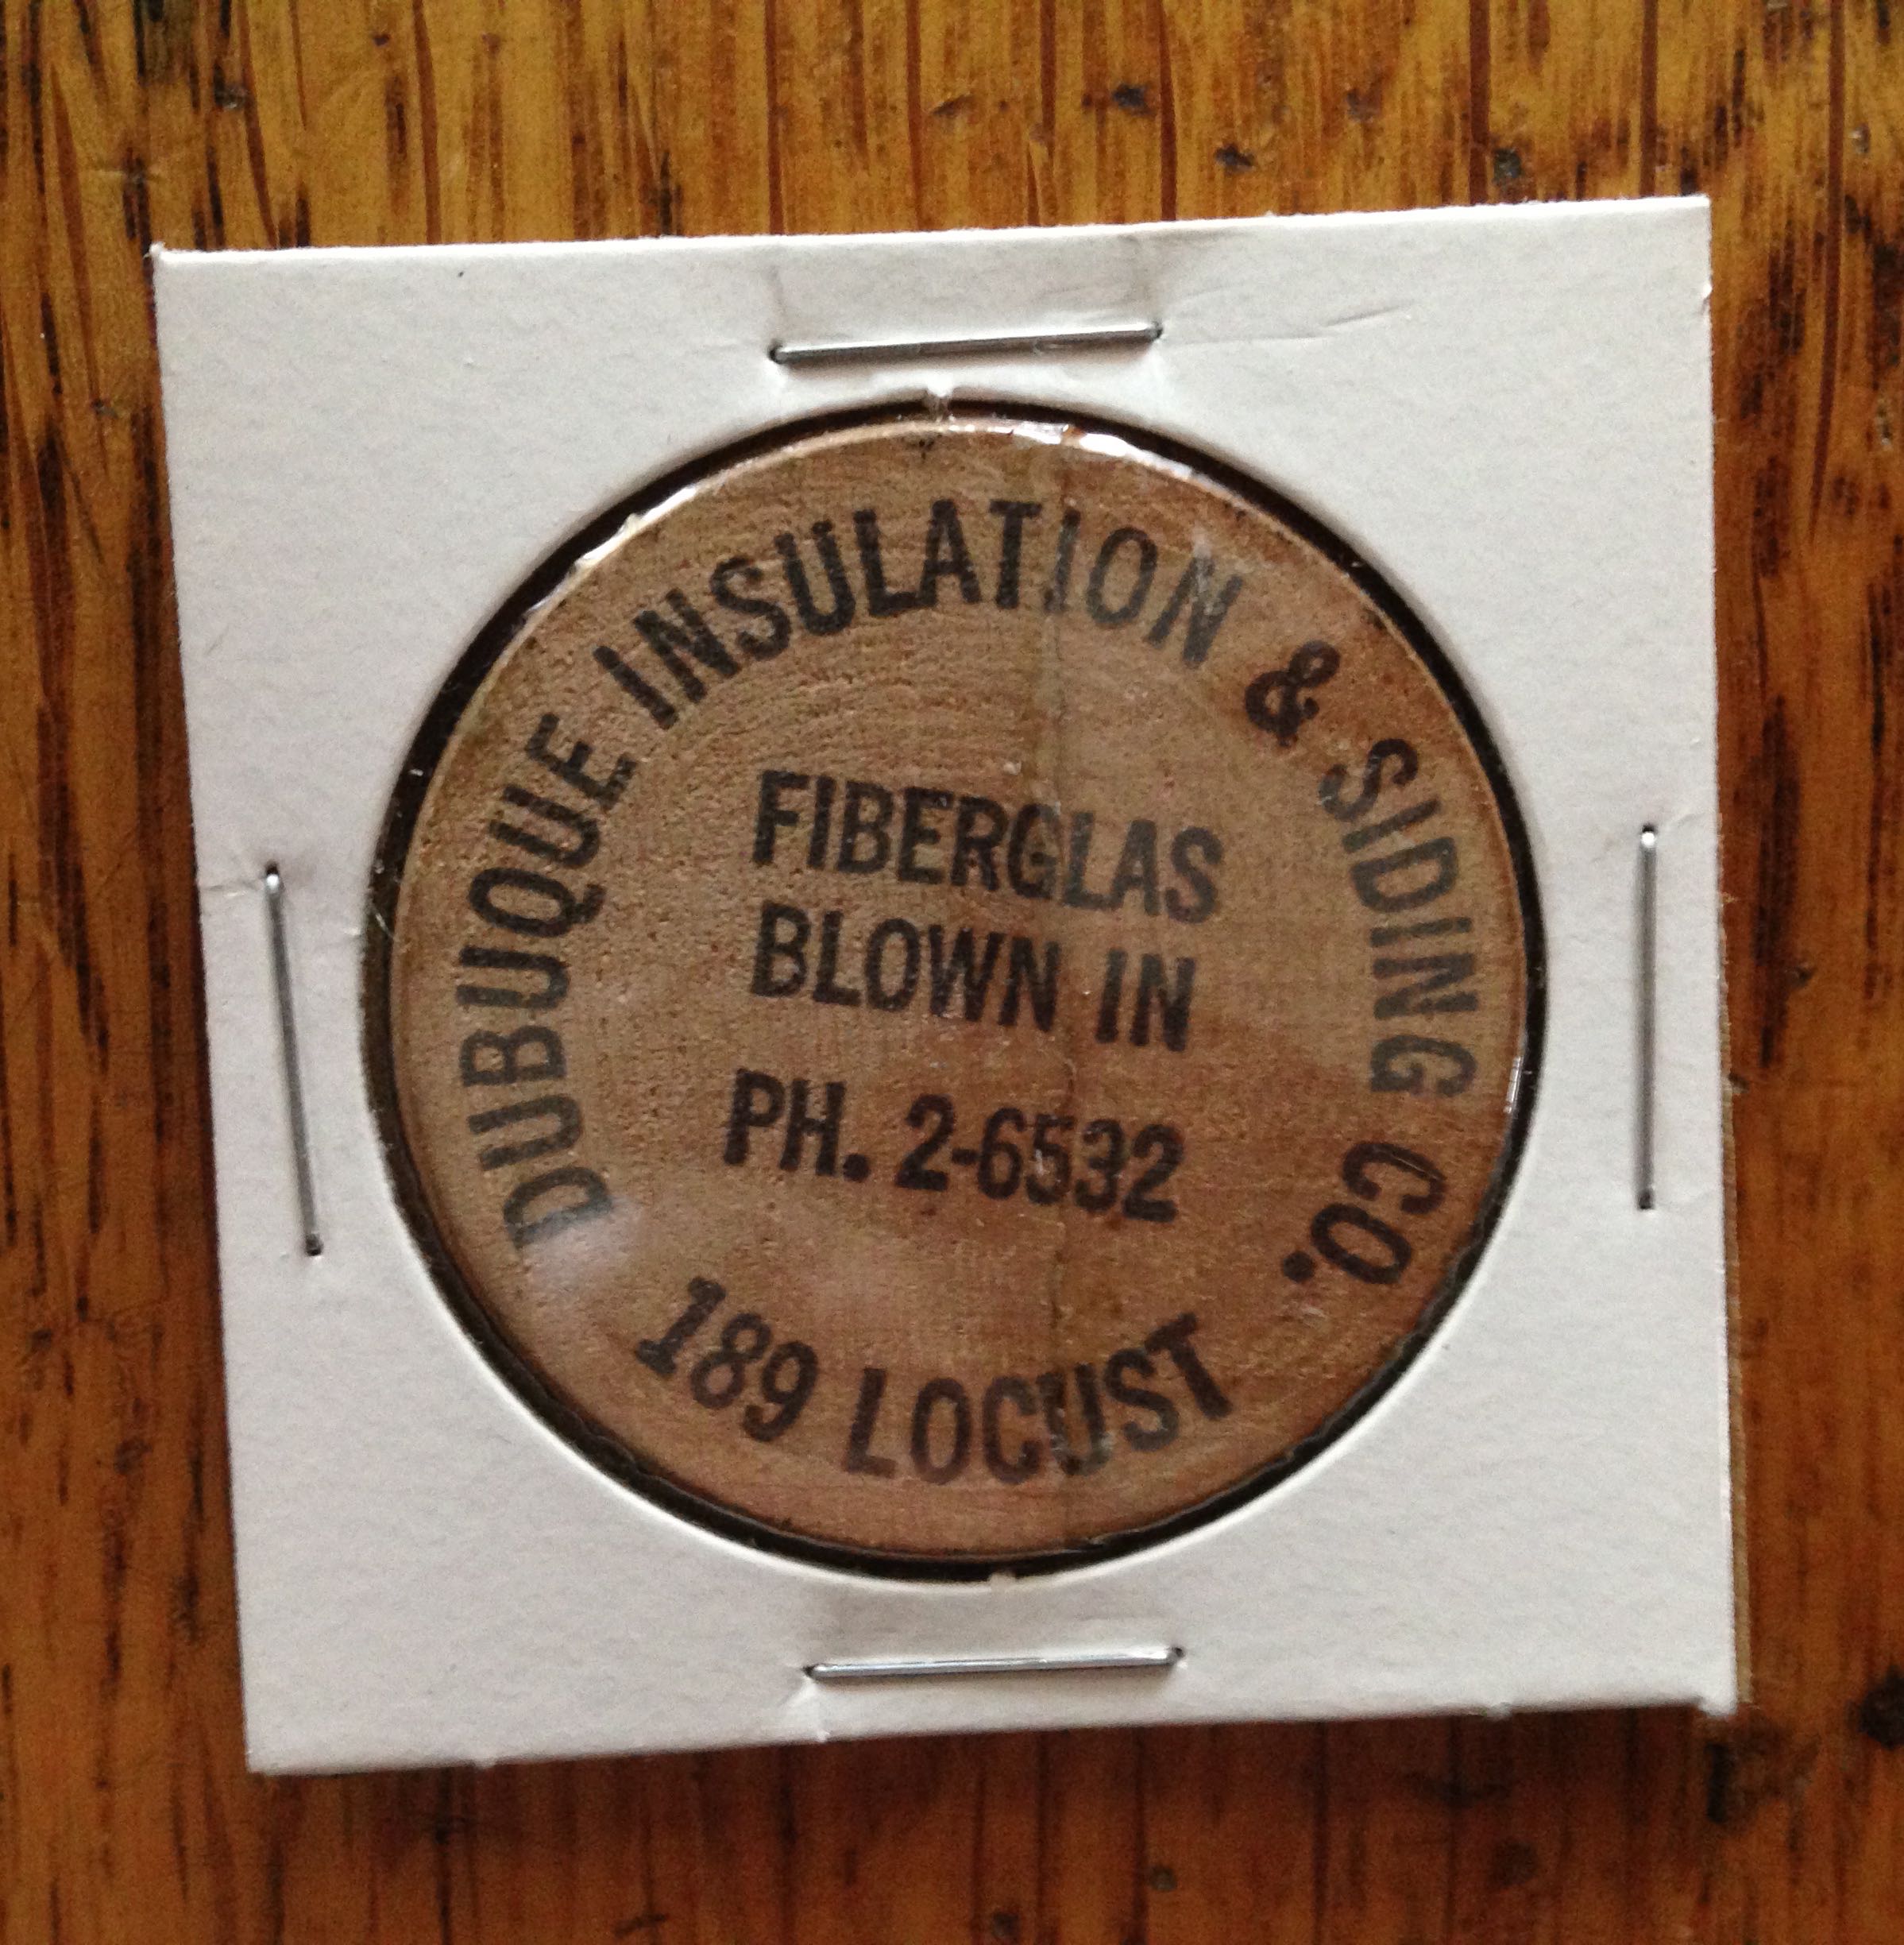 DUBUQUE INSULATION & SIDING CO.
FIBERGLAS
BLOWN IN
PH. 2-6532
189 LOCUST